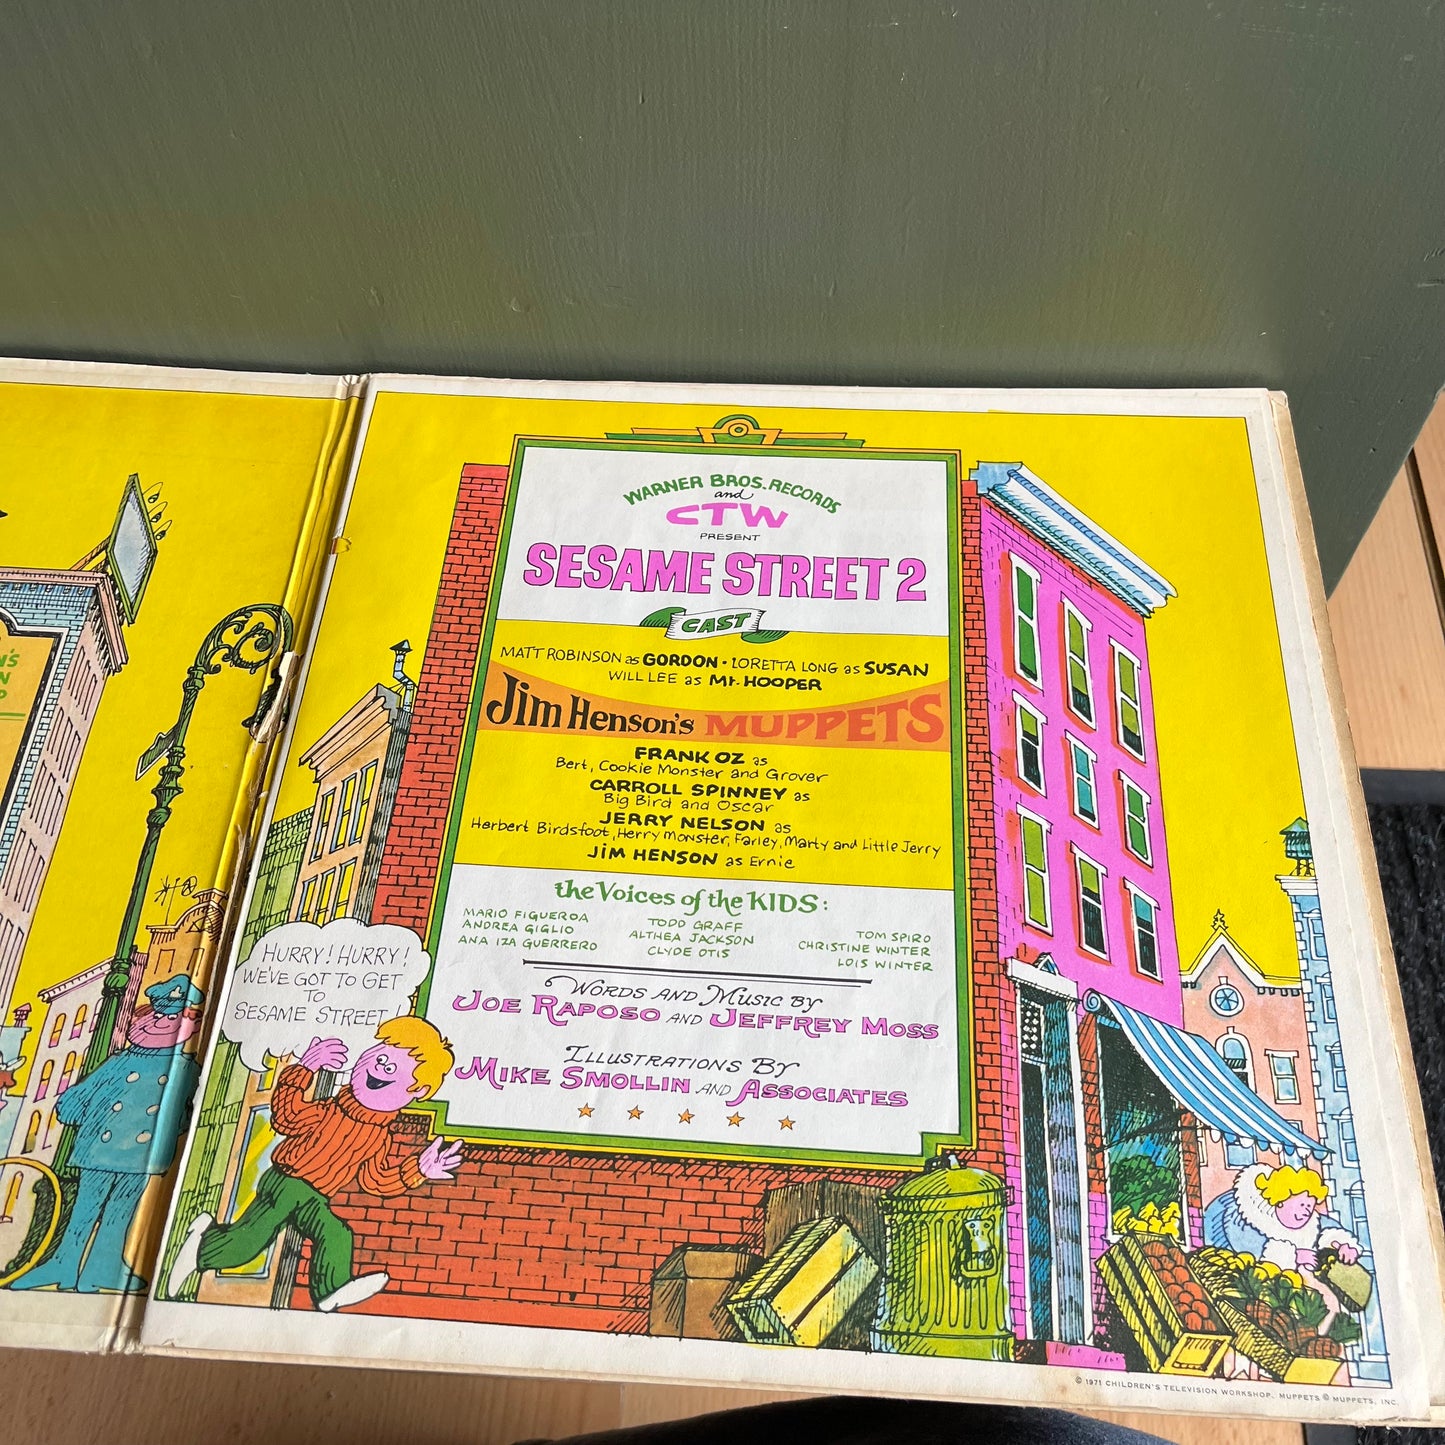 WARNER BROS. RECORDS
and
CTW
PRESENT
SESAME STREET 2
CAST
MATT ROBINSON as GORDON • LORETTA LONG as SUSAN
WILL LEE as Mr. HOOPER
Jim Henson's MUPPETS
FRANK OZ as
Bert, Cookie Monster and Grover
CARROLL SPINNEY as
Big Bird and Oscar
JERRY NELSON as
Herbert Birdsfoot, Herry Monster, Farley, Marty and Little Jerry
JIM HENSON as Ernie
the Voices of the KIDS:
MARIO FIGUEROA
ANDREA GIGLIO
ANA IZA GUERRERO
TODD GRAFF
ALTHEA JACKSON
CLYDE OTIS
TOM SPIRO
CHRISTINE WINTER
LOIS WINTER
WORDS AND MUSIC BY
JOE RAPOSO AND JEFFREY MOSS
ILLUSTRATIONS BY
MIKE SMOLLIN AND ASSOCIATES
HURRY! HURRY!
WE'VE GOT TO GET
TO
SESAME STREET!
© 1971 CHILDREN'S TELEVISION WORKSHOP. MUPPETS © MUPPETS, INC.